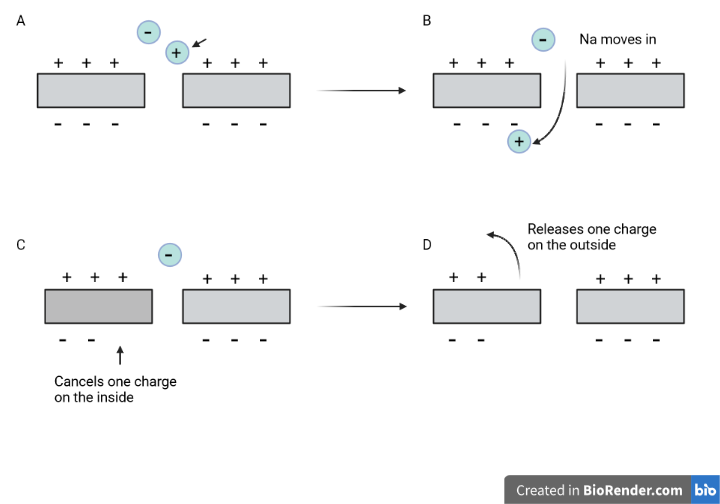 A
B
-
+
-
Na moves in
+ + +
+ + +
+ + +
+ + +
- - -
- - -
- - -
- - -
+
C
D
-
Releases one charge
on the outside
+ + +
+ + +
+ +
+ + +
- -
- - -
- -
- - -
Cancels one charge
on the inside
Created in BioRender.com bio